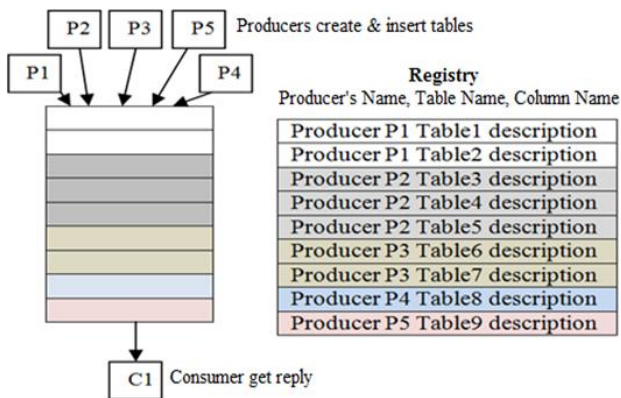 P2 P3 P5 Producers create & insert tables
P1 P4
Registry
Producer's Name, Table Name, Column Name
Producer P1 Table1 description
Producer P1 Table2 description
Producer P2 Table3 description
Producer P2 Table4 description
Producer P2 Table5 description
Producer P3 Table6 description
Producer P3 Table7 description
Producer P4 Table8 description
Producer P5 Table9 description
C1 Consumer get reply